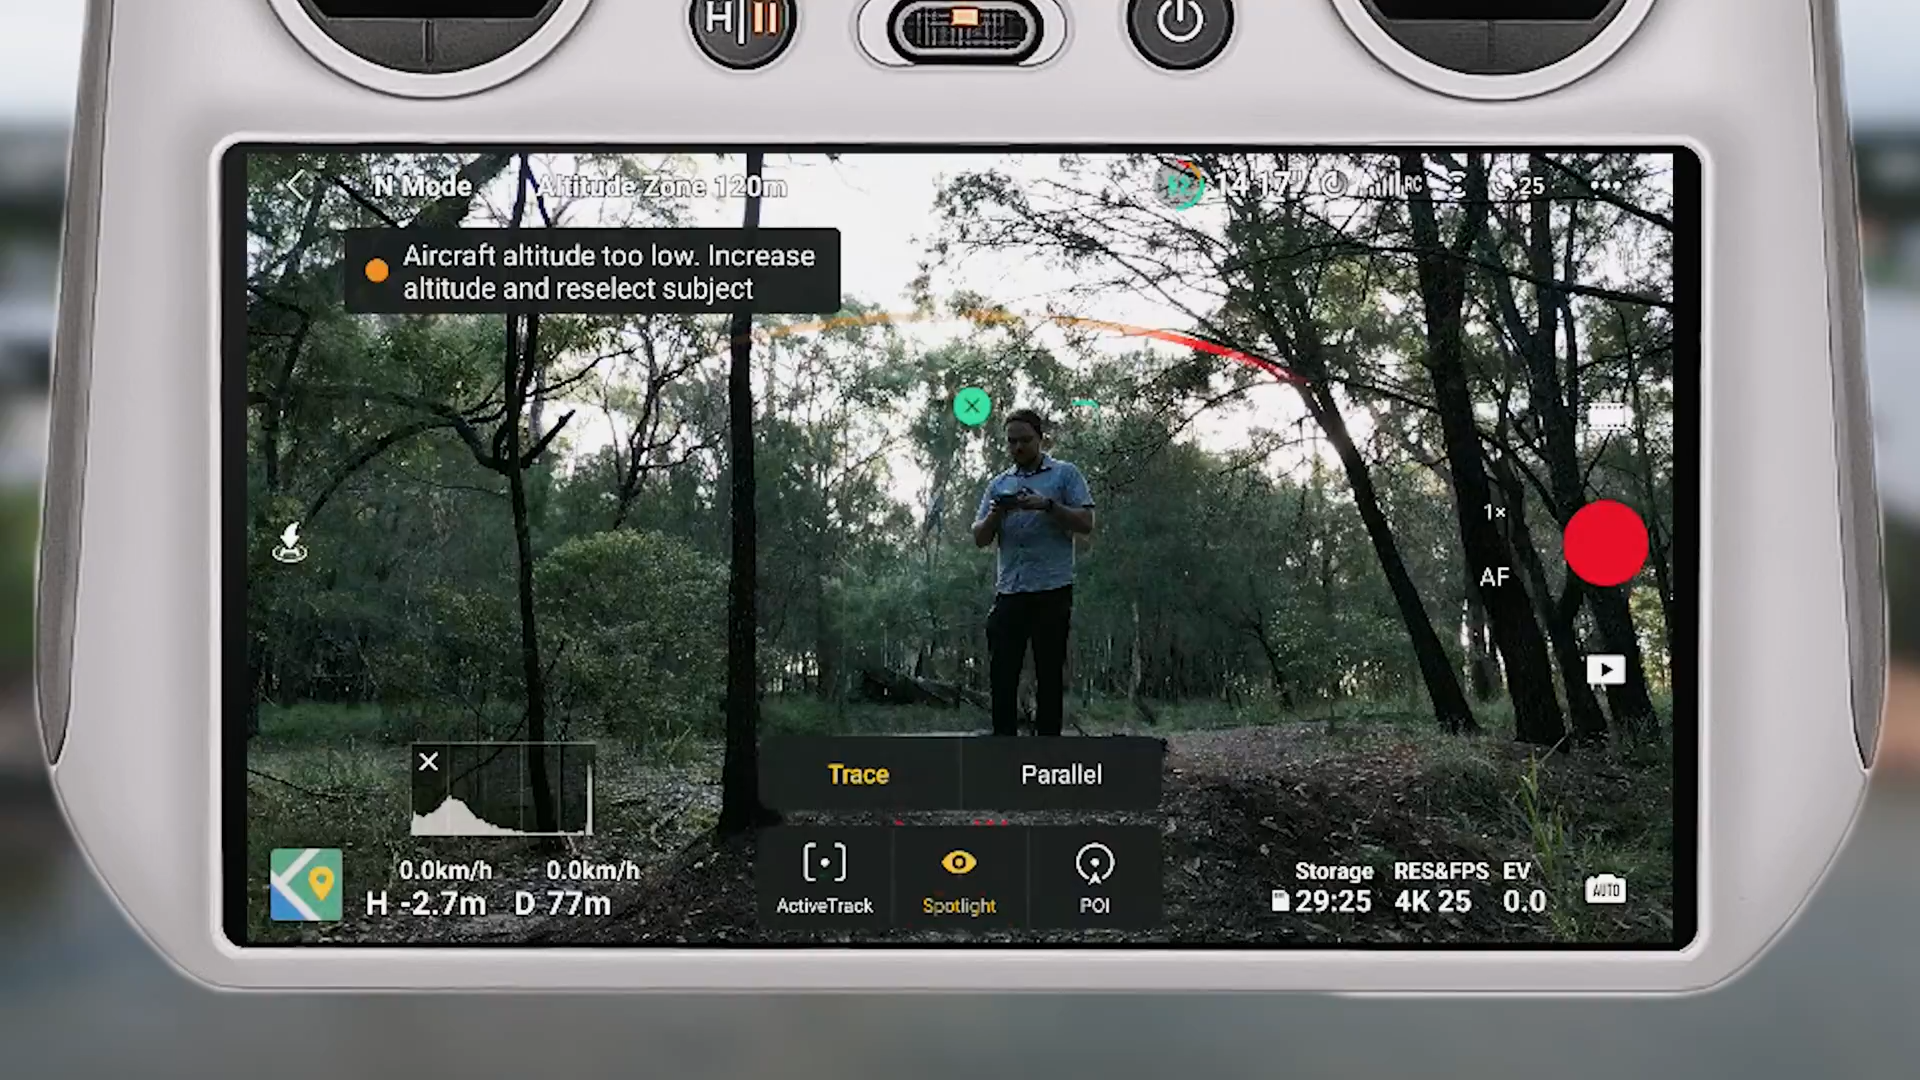 H
N Mode
Altitude Zone 120m
14'17"
RC
25
Aircraft altitude too low. Increase
altitude and reselect subject
1×
AF
Trace
Parallel
0.0km/h
0.0km/h
H -2.7m
D 77m
ActiveTrack
Spotlight
POI
Storage
RES&FPS
EV
29:25
4K 25
0.0
AUTO